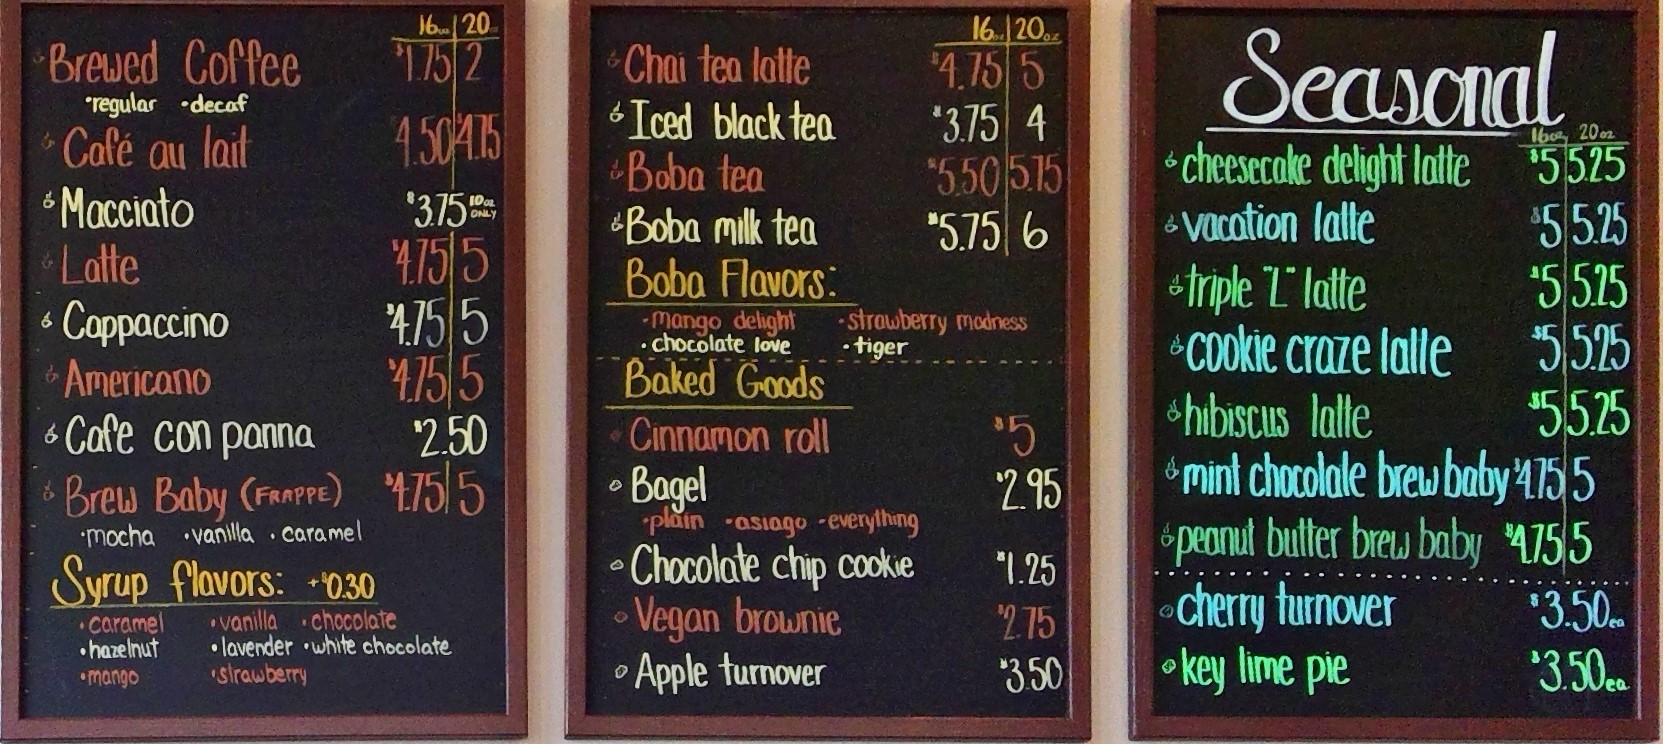 16oz 20oz
Brewed Coffee $1.75 2
•regular •decaf
Café au lait 4.50 4.75
Macciato $3.75 10oz ONLY
Latte $4.75 5
Cappaccino $4.75 5
Americano $4.75 5
Cafe con panna $2.50
Brew Baby (FRAPPE) $4.75 5
•mocha •vanilla •caramel
Syrup flavors: +$0.30
•caramel •vanilla •chocolate
•hazelnut •lavender •white chocolate
•mango •strawberry
16oz 20oz
Chai tea latte $4.75 5
Iced black tea $3.75 4
Boba tea $5.50 5.75
Boba milk tea $5.75 6
Boba Flavors:
•mango delight •strawberry madness
•chocolate love •tiger
Baked Goods
Cinnamon roll $5
Bagel $2.95
•plain •asiago •everything
Chocolate chip cookie $1.25
Vegan brownie $2.75
Apple turnover $3.50
Seasonal
16oz 20oz
cheesecake delight latte $5 5.25
vacation latte $5 5.25
triple "L" latte $5 5.25
cookie craze latte $5 5.25
hibiscus latte $5 5.25
mint chocolate brew baby $4.75 5
peanut butter brew baby $4.75 5
cherry turnover $3.50 ea
key lime pie $3.50 ea